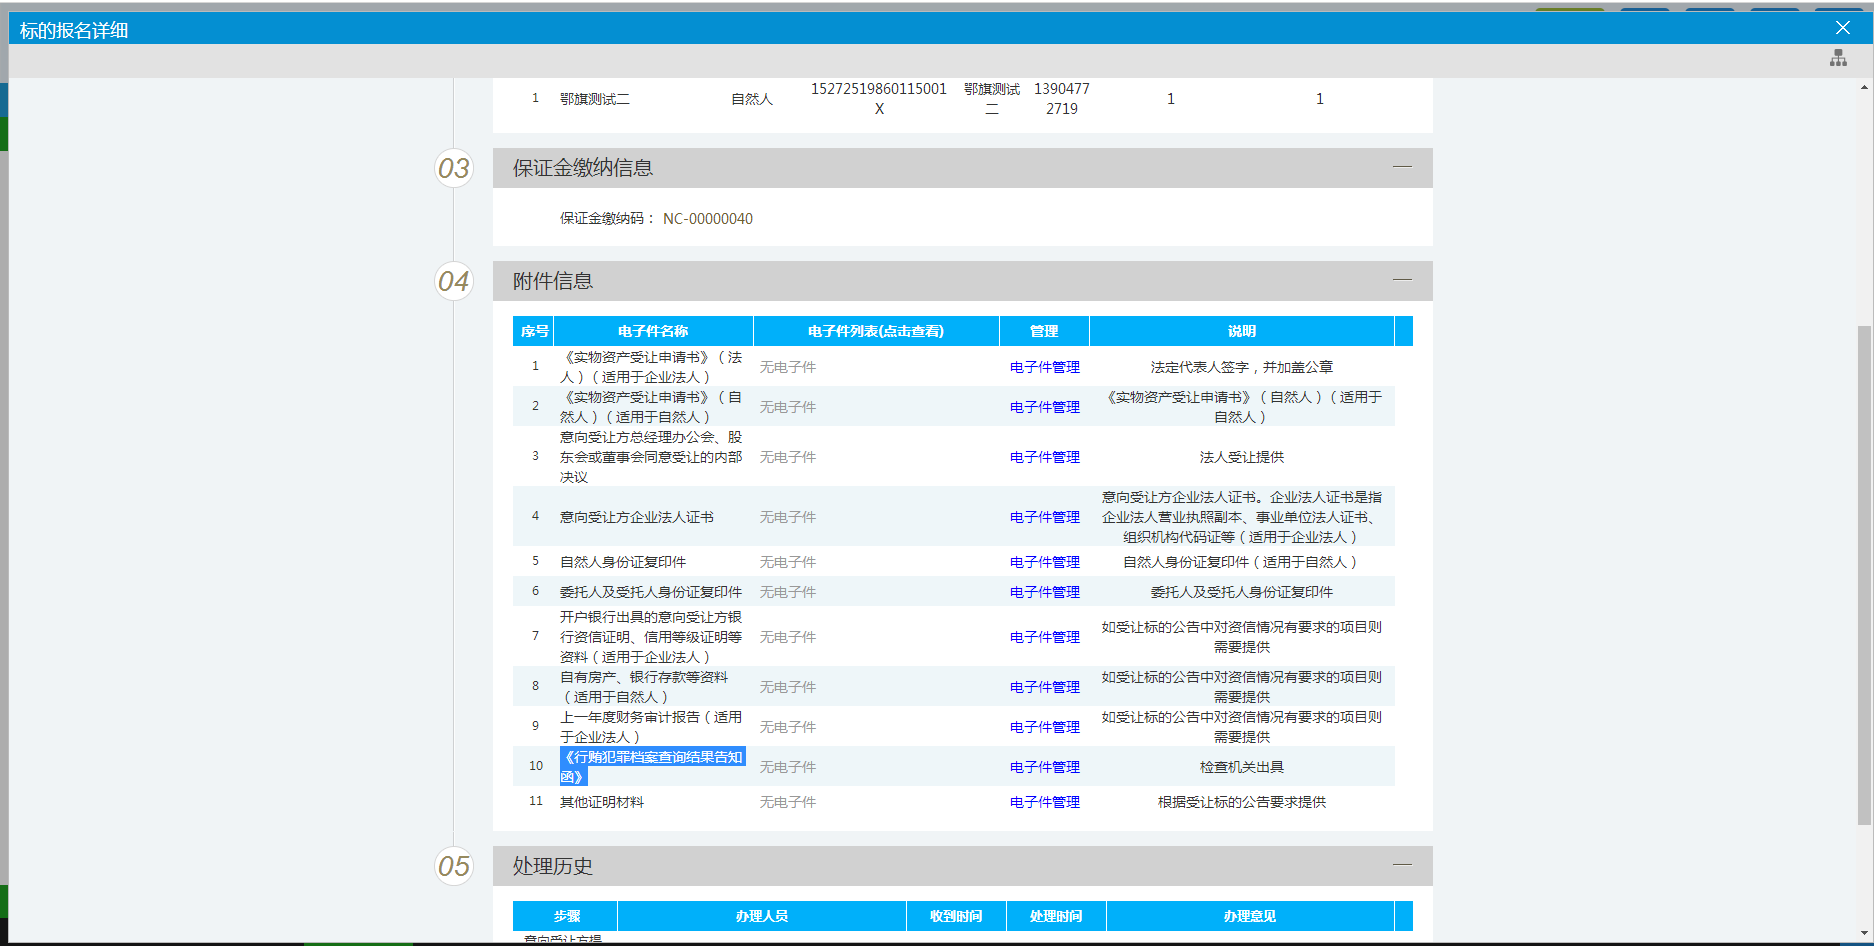 标的报名详细
1 鄂旗测试二 自然人 15272519860115001X 鄂旗测试二 13904772719 1 1
03 保证金缴纳信息
保证金缴纳码： NC-00000040
04 附件信息
序号 电子件名称 电子件列表(点击查看) 管理 说明
1 《实物资产受让申请书》（法人）（适用于企业法人） 无电子件 电子件管理 法定代表人签字，并加盖公章
2 《实物资产受让申请书》（自然人）（适用于自然人） 无电子件 电子件管理 《实物资产受让申请书》（自然人）（适用于自然人）
3 意向受让方总经理办公会、股东会或董事会同意受让的内部决议 无电子件 电子件管理 法人受让提供
4 意向受让方企业法人证书 无电子件 电子件管理 意向受让方企业法人证书。企业法人证书是指企业法人营业执照副本、事业单位法人证书、组织机构代码证等（适用于企业法人）
5 自然人身份证复印件 无电子件 电子件管理 自然人身份证复印件（适用于自然人）
6 委托人及受托人身份证复印件 无电子件 电子件管理 委托人及受托人身份证复印件
7 开户银行出具的意向受让方银行资信证明、信用等级证明等资料（适用于企业法人） 无电子件 电子件管理 如受让标的公告中对资信情况有要求的项目则需要提供
8 自有房产、银行存款等资料（适用于自然人） 无电子件 电子件管理 如受让标的公告中对资信情况有要求的项目则需要提供
9 上一年度财务审计报告（适用于企业法人） 无电子件 电子件管理 如受让标的公告中对资信情况有要求的项目则需要提供
10 《行贿犯罪档案查询结果告知函》 无电子件 电子件管理 检查机关出具
11 其他证明材料 无电子件 电子件管理 根据受让标的公告要求提供
05 处理历史
步骤 办理人员 收到时间 处理时间 办理意见
意向受让方提